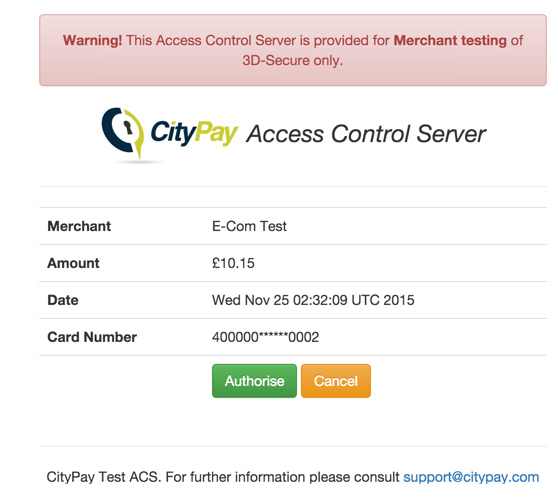 Warning! This Access Control Server is provided for Merchant testing of
3D-Secure only.
CityPay Access Control Server
Merchant E-Com Test
Amount £10.15
Date Wed Nov 25 02:32:09 UTC 2015
Card Number 400000******0002
Authorise Cancel
CityPay Test ACS. For further information please consult support@citypay.com